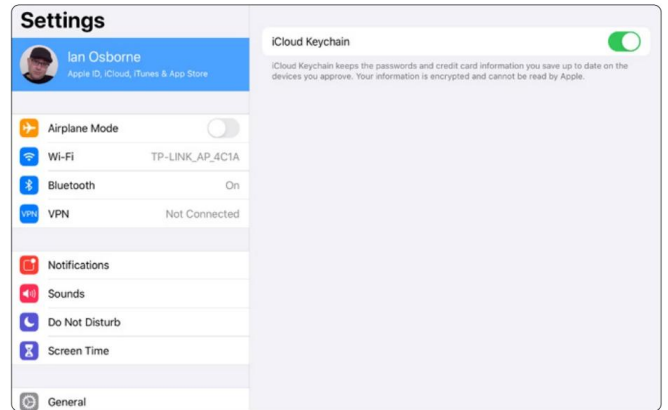 Settings
Ian Osborne
Apple ID, iCloud, iTunes & App Store
Airplane Mode
Wi-Fi TP-LINK_AP_4C1A
Bluetooth On
VPN VPN Not Connected
Notifications
Sounds
Do Not Disturb
Screen Time
General
iCloud Keychain
iCloud Keychain keeps the passwords and credit card information you save up to date on the
devices you approve. Your information is encrypted and cannot be read by Apple.